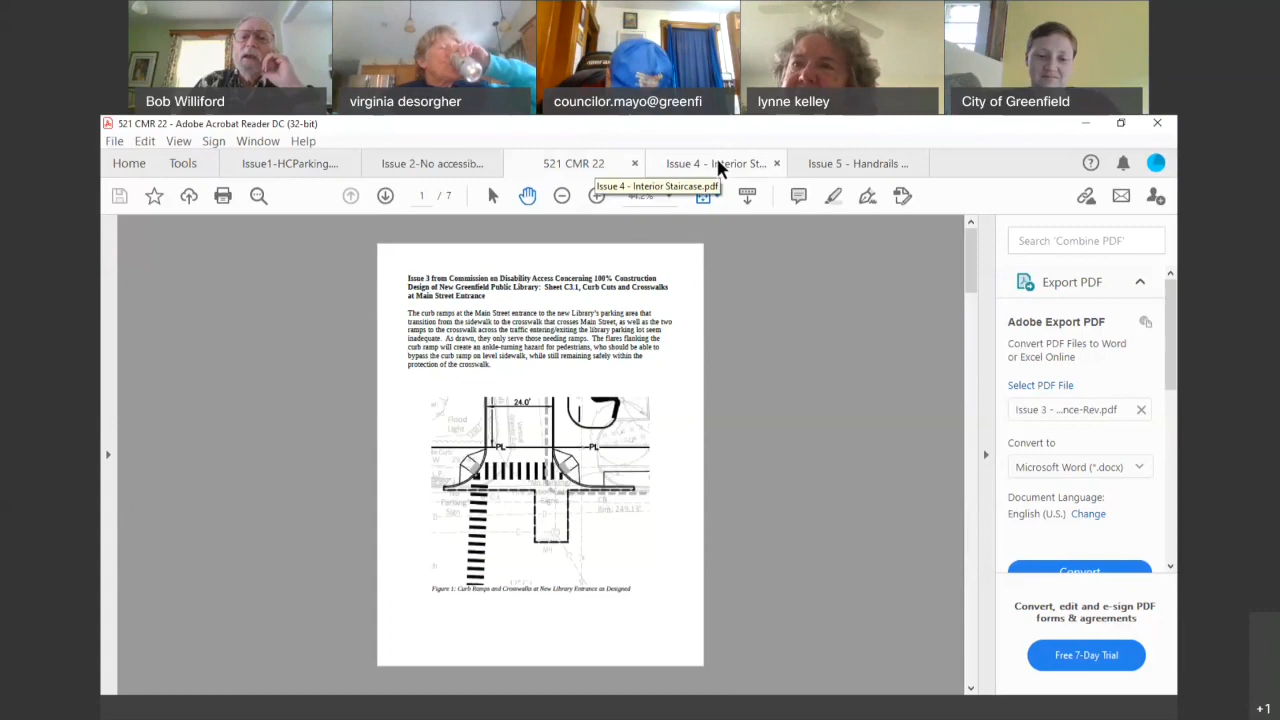 Bob Williford
virginia desorgher
councilor.mayo@greenfi
lynne kelley
City of Greenfield
521 CMR 22 - Adobe Acrobat Reader DC (32-bit)
File Edit View Sign Window Help
Home Tools Issue1-HCParking.... Issue 2-No accessib... 521 CMR 22 Issue 4 - Interior St... Issue 5 - Handrails ...
Issue 4 - Interior Staircase.pdf
1 / 7
44.2%
Search 'Combine PDF'
Export PDF
Adobe Export PDF
Convert PDF Files to Word
or Excel Online
Select PDF File
Issue 3 - ...nce-Rev.pdf
Convert to
Microsoft Word (*.docx)
Document Language:
English (U.S.) Change
Convert
Convert, edit and e-sign PDF
forms & agreements
Free 7-Day Trial
Issue 3 from Commission on Disability Access Concerning 100% Construction
Design of New Greenfield Public Library: Sheet C3.1, Curb Cuts and Crosswalks
at Main Street Entrance
The curb ramps at the Main Street entrance to the new Library's parking area that
transition from the sidewalk to the crosswalk that crosses Main Street, as well as the two
ramps to the crosswalk across the traffic entering/exiting the library parking lot seem
inadequate. As drawn, they only serve those needing ramps. The flares flanking the
curb ramp will create an ankle-turning hazard for pedestrians, who should be able to
bypass the curb ramp on level sidewalk, while still remaining safely within the
protection of the crosswalk.
24.0'
Flood
Light
PL
PL
No
Parking
Sign
Figure 1: Curb Ramps and Crosswalks at New Library Entrance as Designed
+1